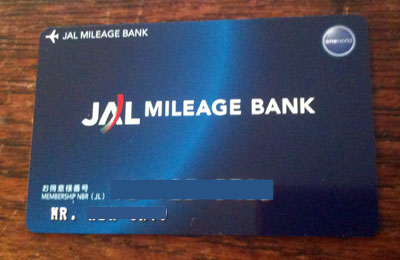 JAL MILEAGE BANK
oneworld
JAL MILEAGE BANK
お得意様番号
MEMBERSHIP NBR (JL)
MR.